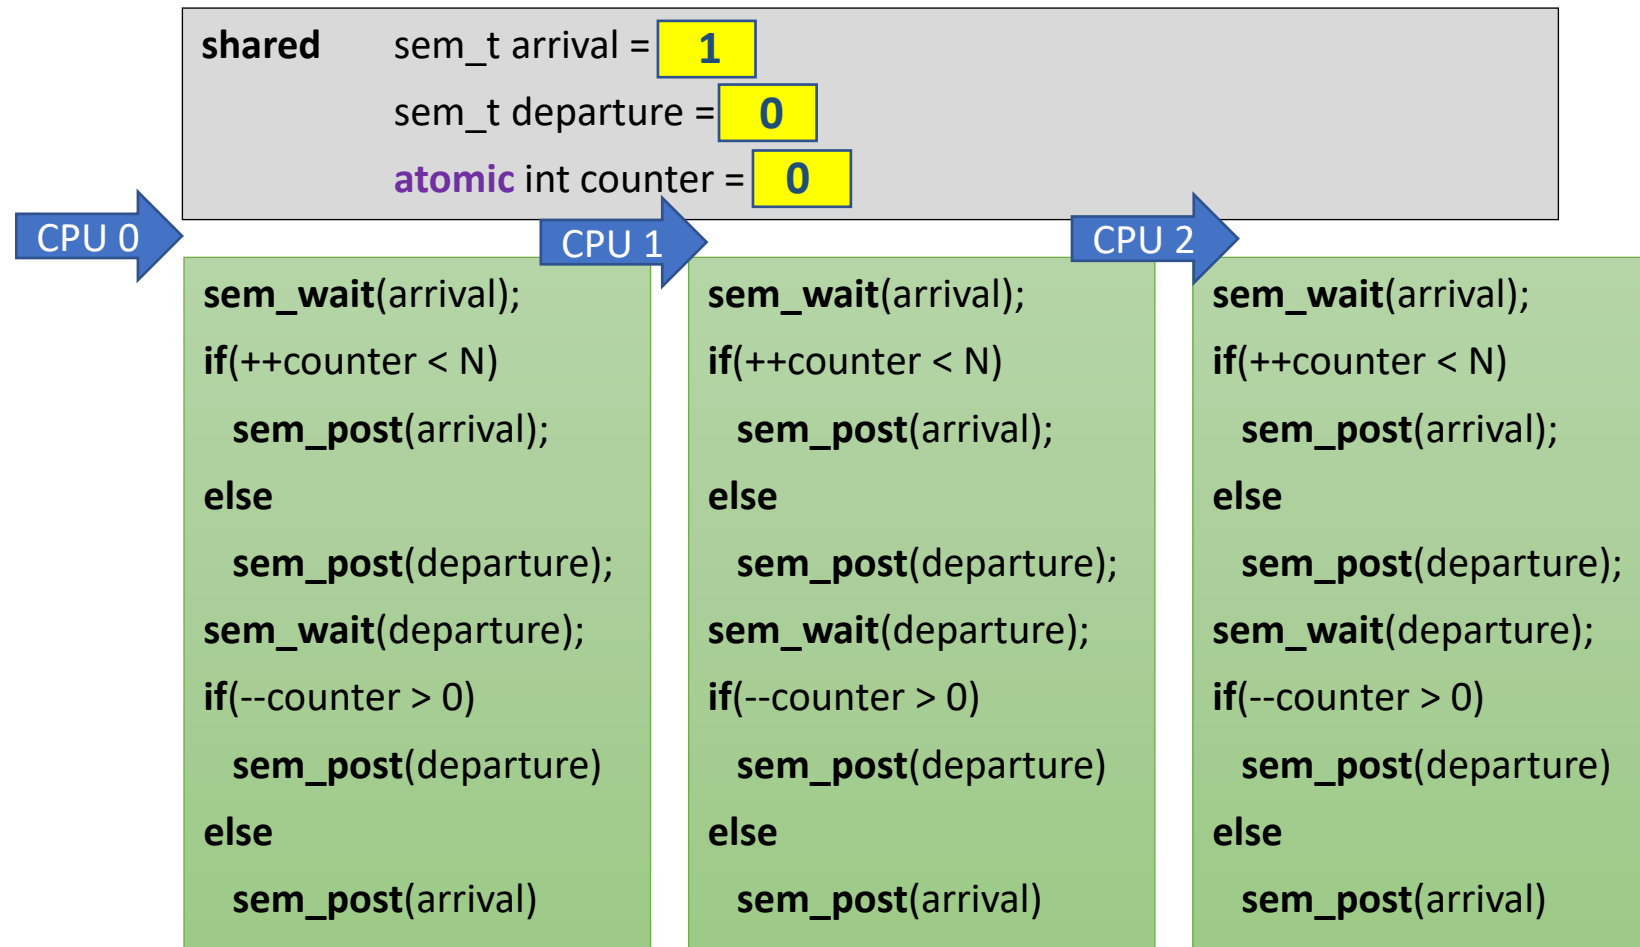 shared sem_t arrival = 1
sem_t departure = 0
atomic int counter = 0
CPU 0
CPU 1
CPU 2
sem_wait(arrival);
if(++counter < N)
sem_post(arrival);
else
sem_post(departure);
sem_wait(departure);
if(--counter > 0)
sem_post(departure)
else
sem_post(arrival)
sem_wait(arrival);
if(++counter < N)
sem_post(arrival);
else
sem_post(departure);
sem_wait(departure);
if(--counter > 0)
sem_post(departure)
else
sem_post(arrival)
sem_wait(arrival);
if(++counter < N)
sem_post(arrival);
else
sem_post(departure);
sem_wait(departure);
if(--counter > 0)
sem_post(departure)
else
sem_post(arrival)